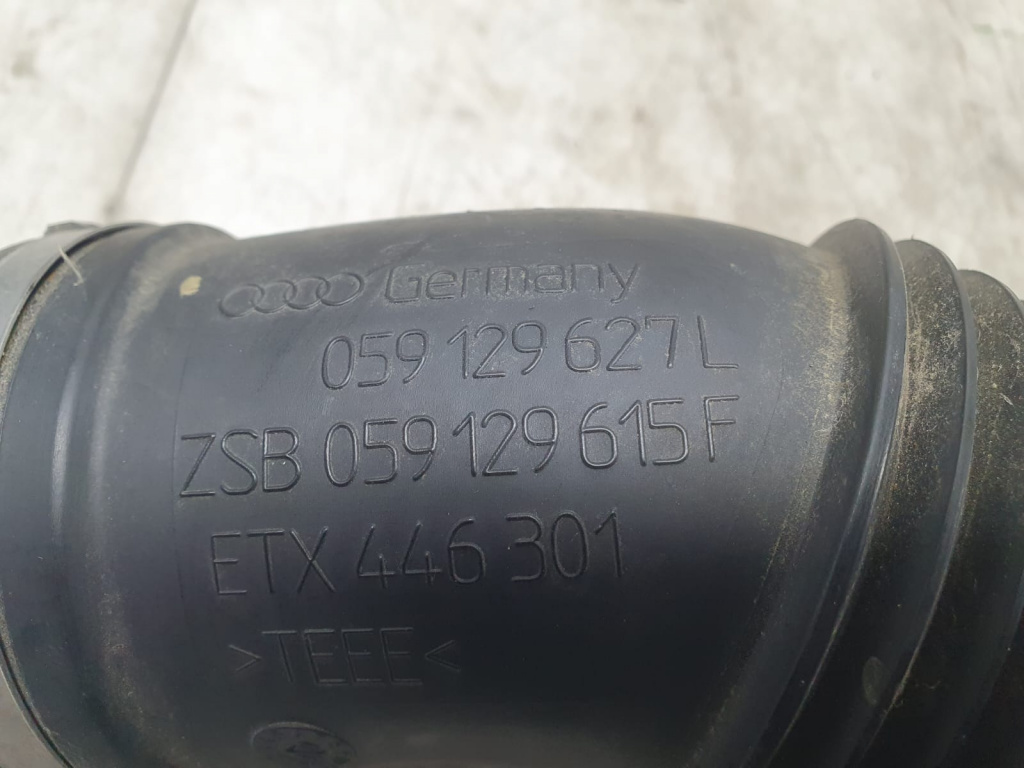 Germany
059 129 627 L
ZSB 059 129 615 F
ETX 446 301
>TEEE<